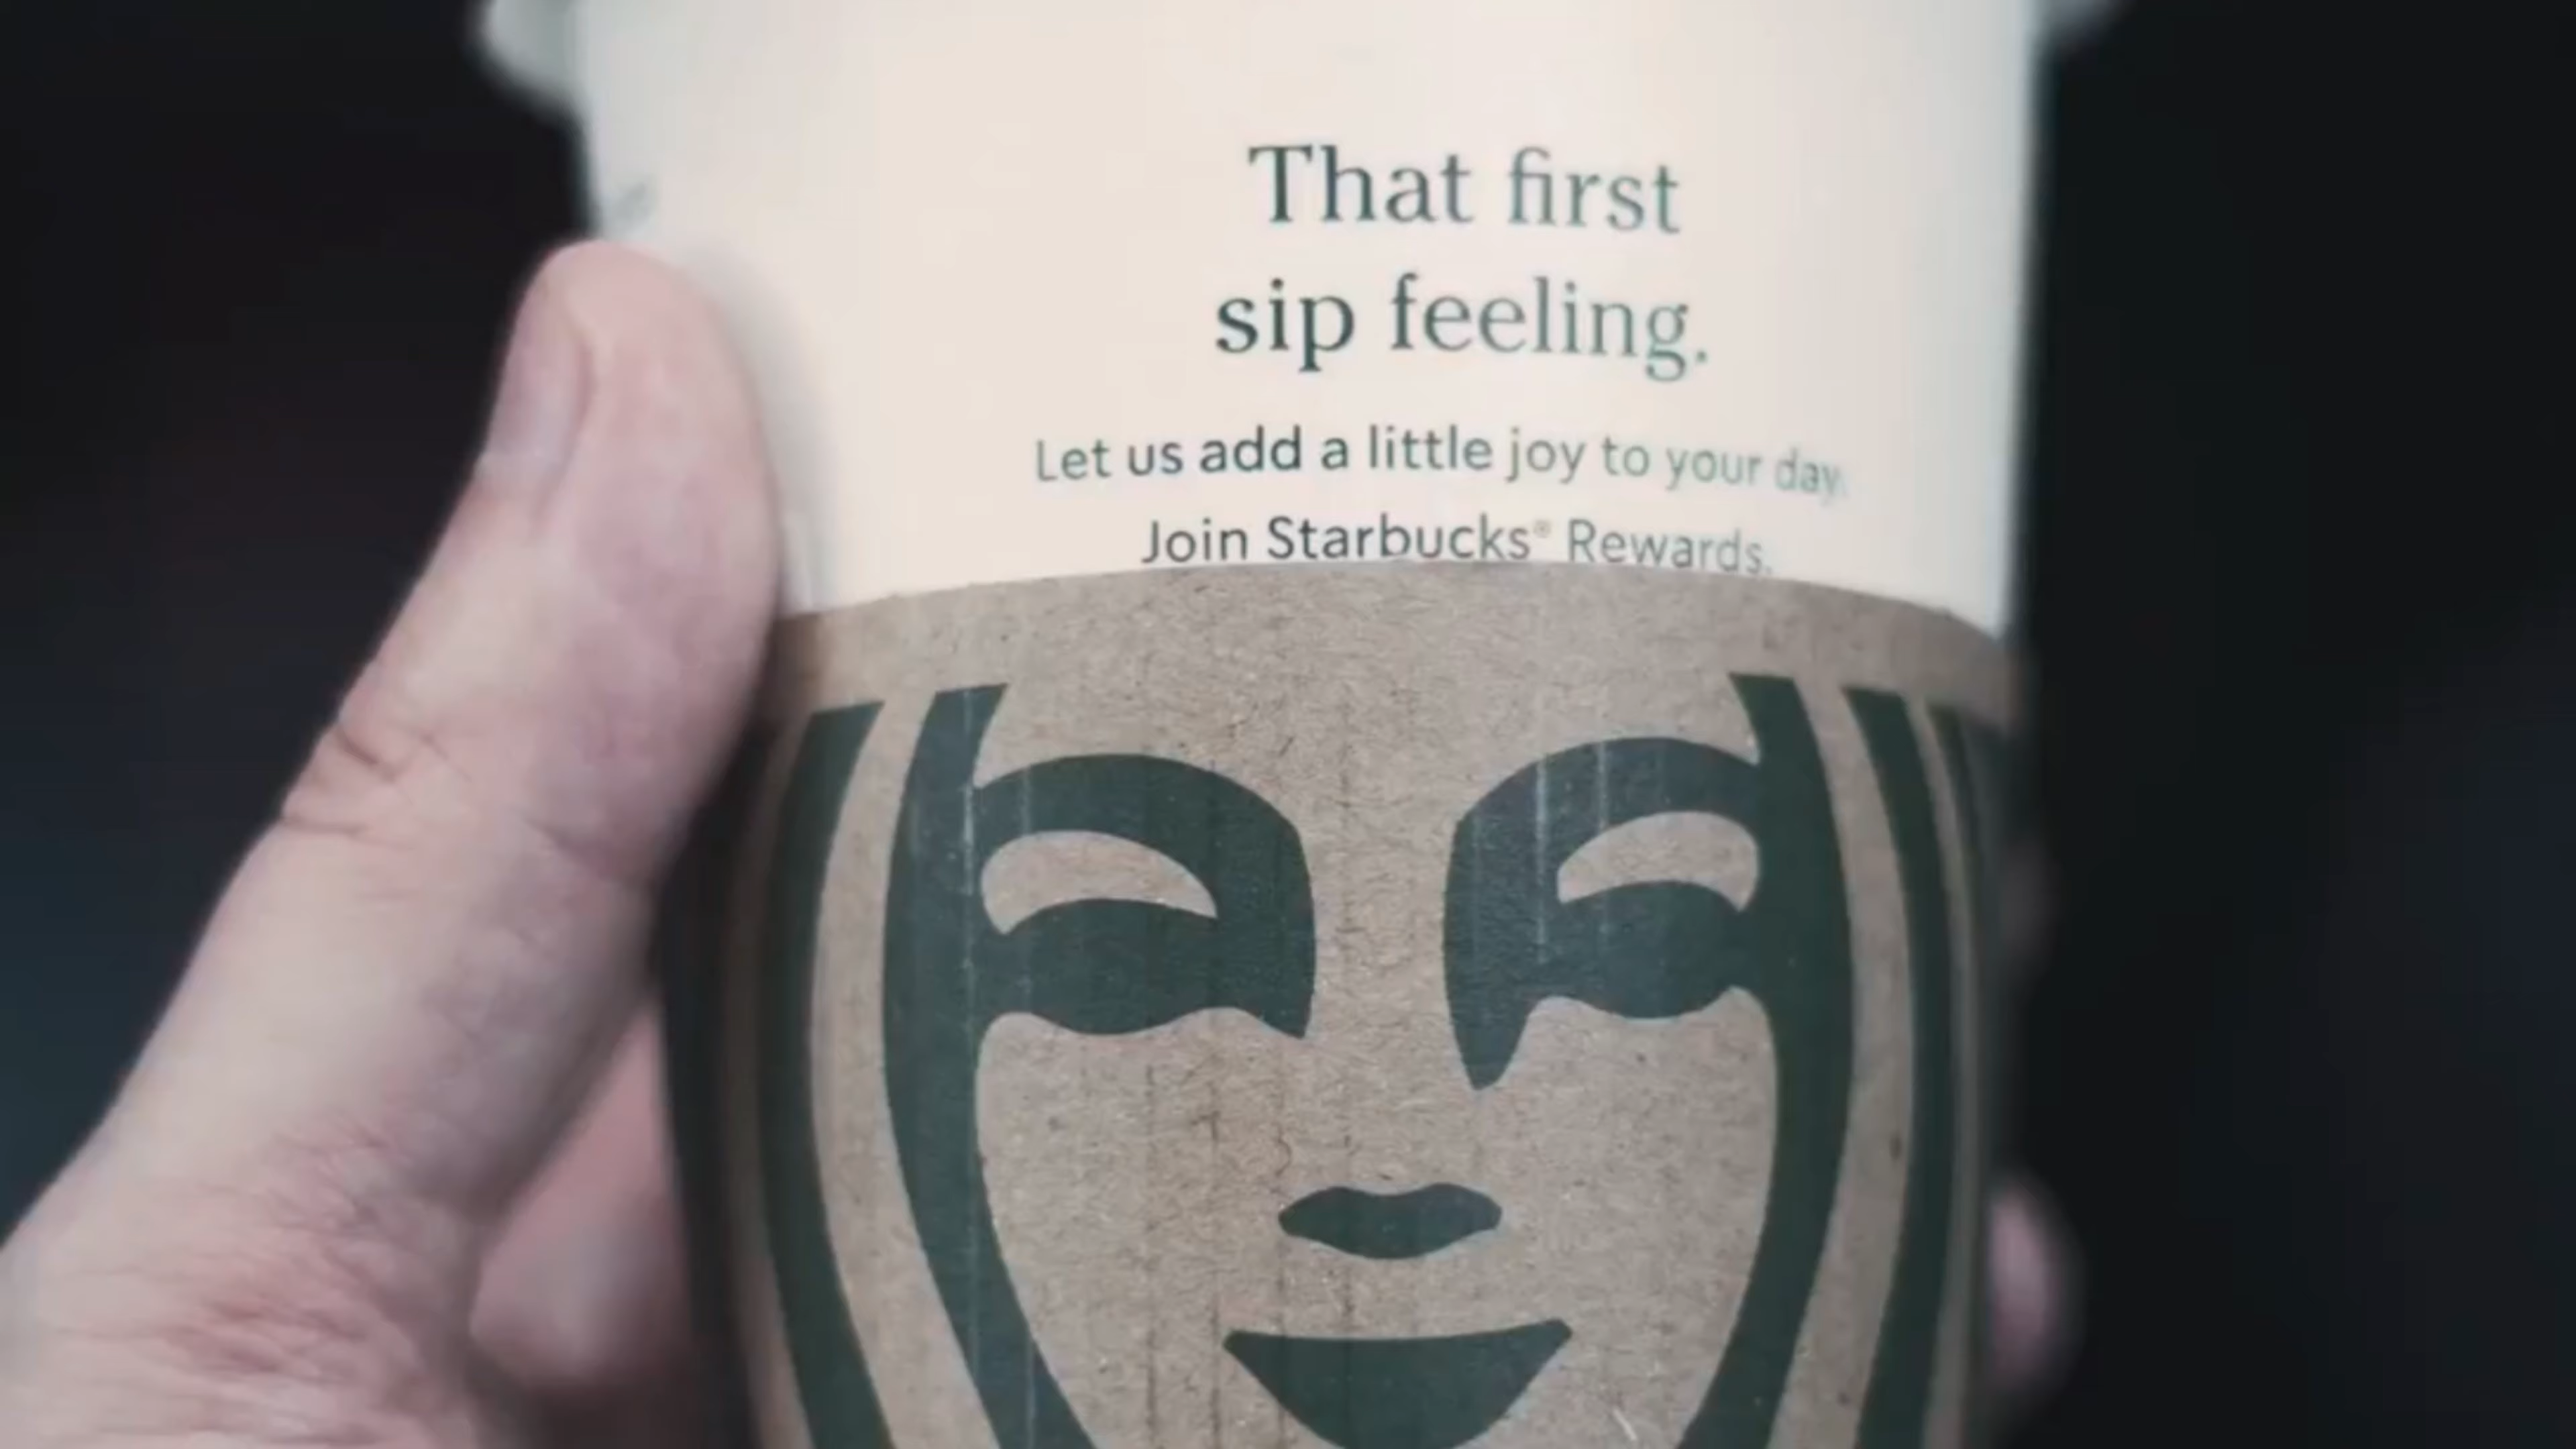 That first
sip feeling.
Let us add a little joy to your day.
Join Starbucks® Rewards.